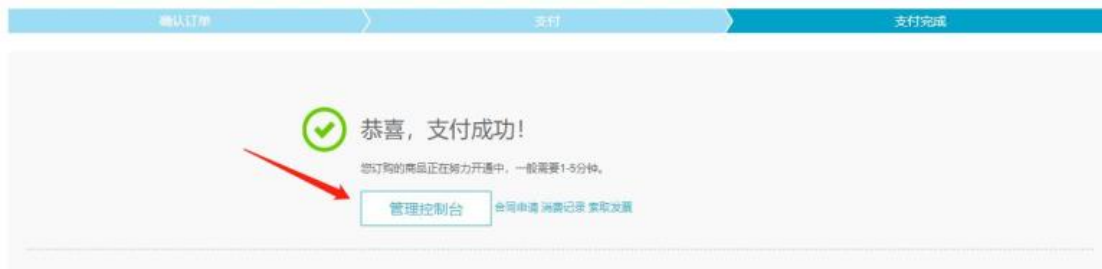 确认订单 支付 支付完成
恭喜，支付成功！
您订购的商品正在努力开通中，一般需要1-5分钟。
管理控制台 合同申请 消费记录 索取发票